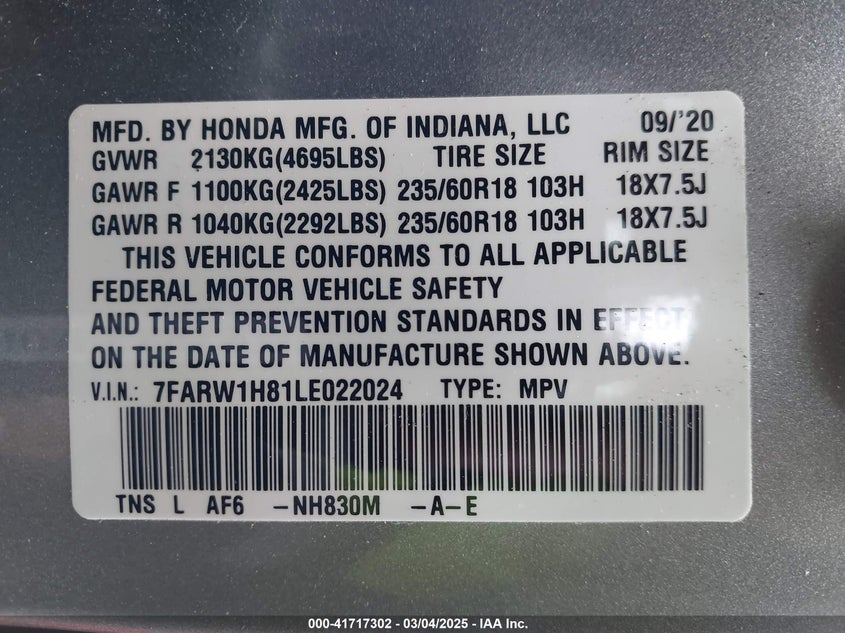 MFD. BY HONDA MFG. OF INDIANA, LLC 09/'20
GVWR 2130KG(4695LBS) TIRE SIZE RIM SIZE
GAWR F 1100KG(2425LBS) 235/60R18 103H 18X7.5J
GAWR R 1040KG(2292LBS) 235/60R18 103H 18X7.5J
THIS VEHICLE CONFORMS TO ALL APPLICABLE
FEDERAL MOTOR VEHICLE SAFETY
AND THEFT PREVENTION STANDARDS IN EFFECT
ON THE DATE OF MANUFACTURE SHOWN ABOVE.
V.I.N.: 7FARW1H81LE022024 TYPE: MPV
TNS L AF6 -NH830M -A-E
000-41717302 - 03/04/2025 - IAA Inc.